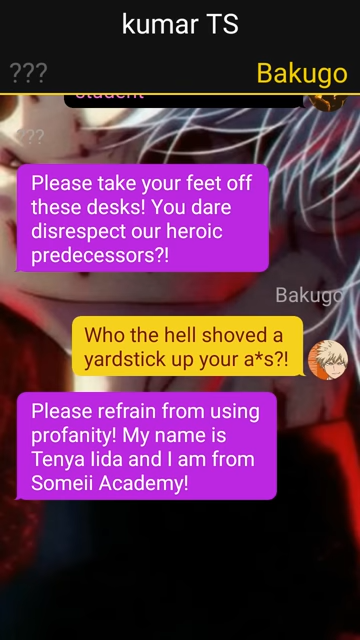 kumar TS
??? Bakugo
student
???
Please take your feet off
these desks! You dare
disrespect our heroic
predecessors?!
Bakugo
Who the hell shoved a
yardstick up your a*s?!
Please refrain from using
profanity! My name is
Tenya Iida and I am from
Someii Academy!